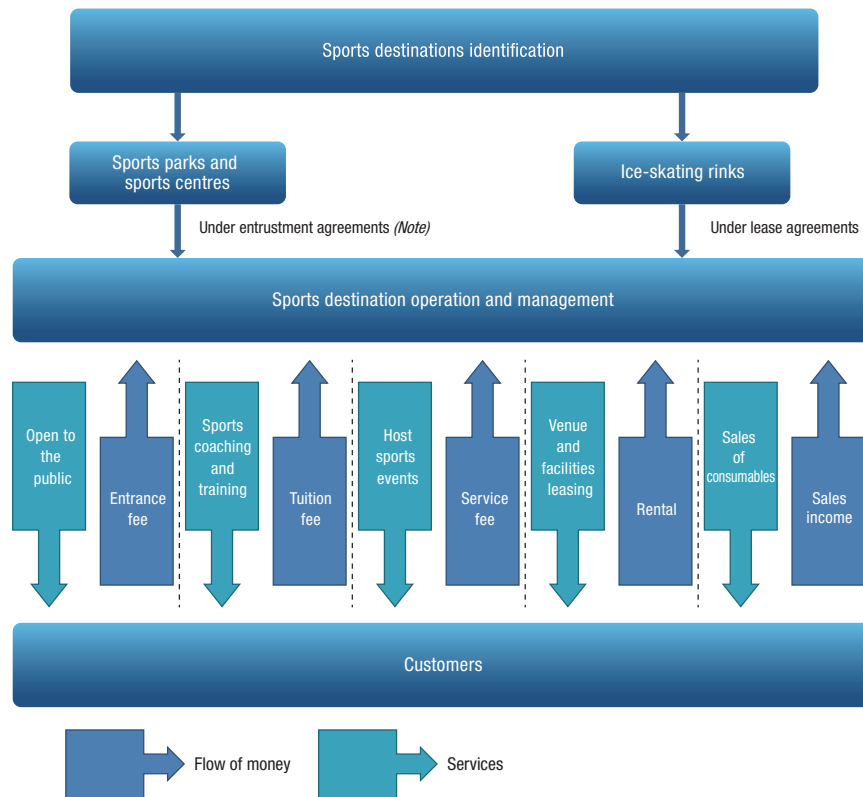 Sports destinations identification
Sports parks and
sports centres
Ice-skating rinks
Under entrustment agreements (Note)
Under lease agreements
Sports destination operation and management
Open to
the
public
Entrance
fee
Sports
coaching
and
training
Tuition
fee
Host
sports
events
Service
fee
Venue
and
facilities
leasing
Rental
Sales
of
consumables
Sales
income
Customers
Flow of money
Services